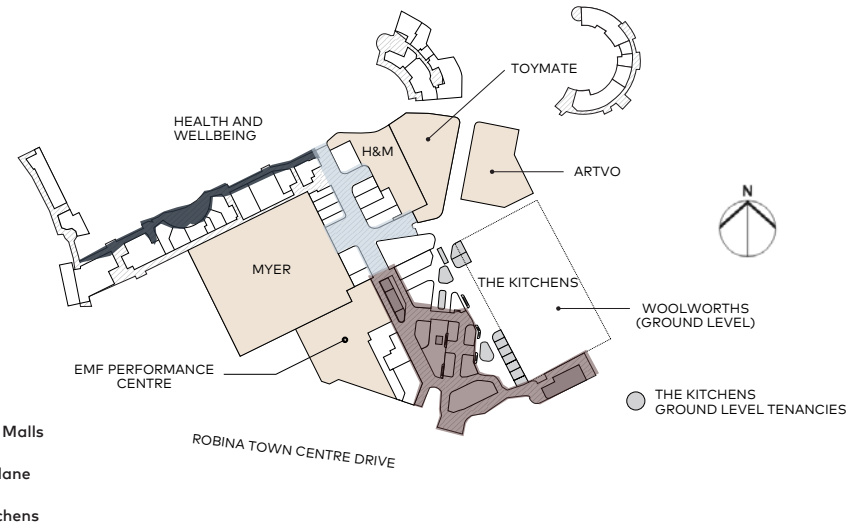 TOYMATE
HEALTH AND
WELLBEING
H&M
ARTVO
N
MYER
THE KITCHENS
WOOLWORTHS
(GROUND LEVEL)
EMF PERFORMANCE
CENTRE
THE KITCHENS
GROUND LEVEL TENANCIES
Malls
ROBINA TOWN CENTRE DRIVE